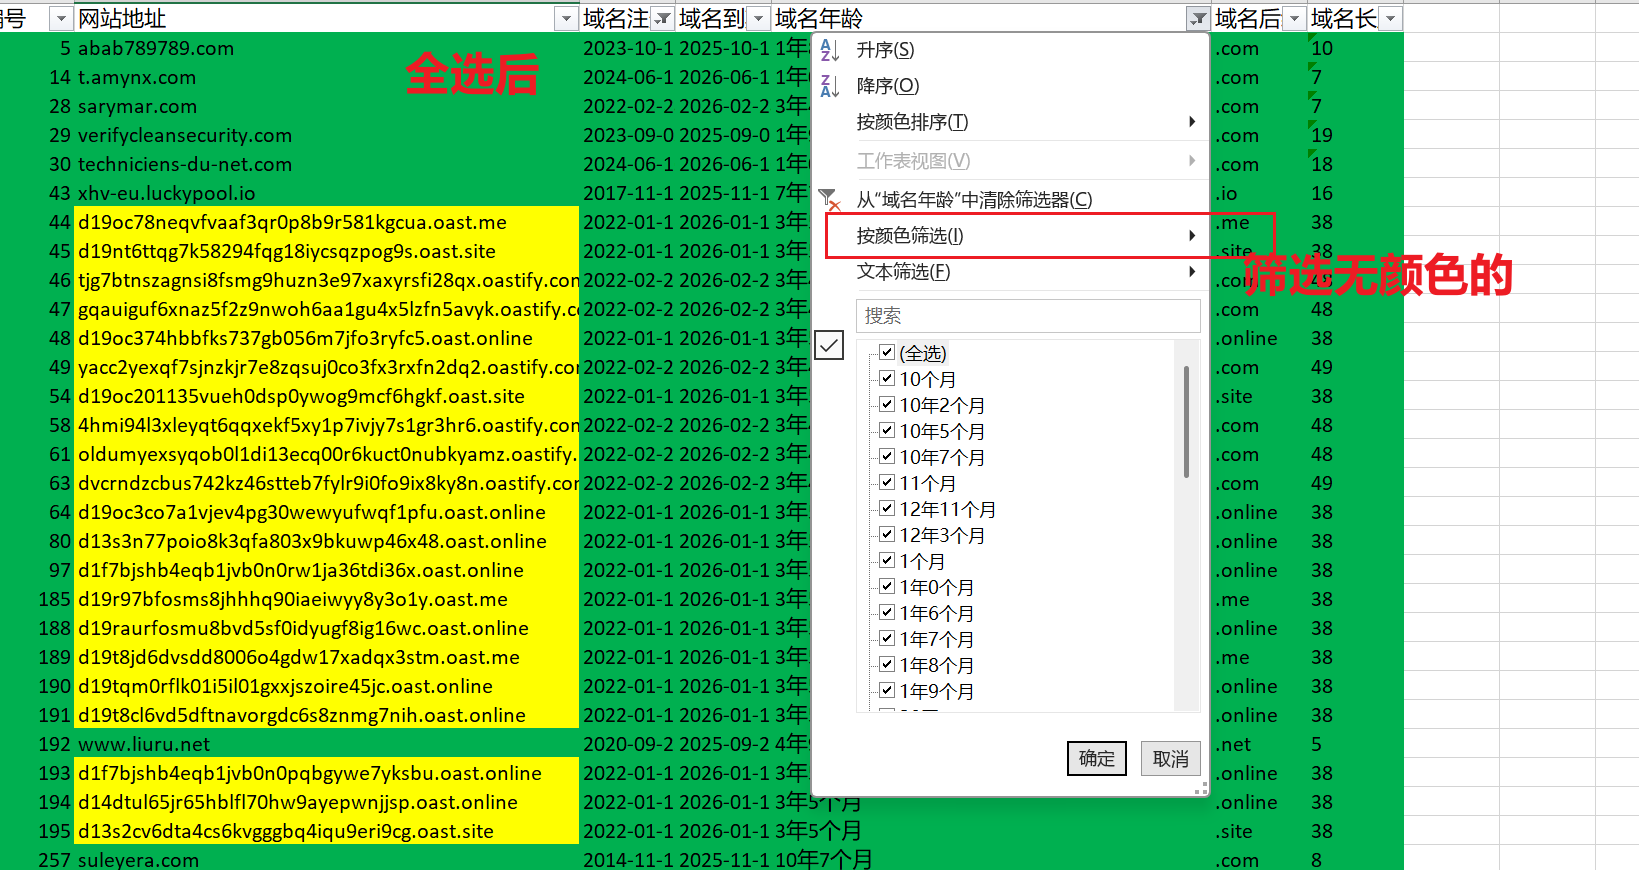 号 网站地址 域名注 域名到 域名年龄 域名后 域名长
5 abab789789.com 2023-10-1 2025-10-1 1年 .com 10
全选后
14 t.amynx.com 2024-06-1 2026-06-1 1年 .com 7
28 sarymar.com 2022-02-2 2026-02-2 3年 .com 7
29 verifycleansecurity.com 2023-09-0 2025-09-0 1年 .com 19
30 techniciens-du-net.com 2024-06-1 2026-06-1 1年 .com 18
43 xhv-eu.luckypool.io 2017-11-1 2025-11-1 7年 .io 16
44 d19oc78neqvfvaaf3qr0p8b9r581kgcua.oast.me 2022-01-1 2026-01-1 3年 .me 38
45 d19nt6ttqg7k58294fqg18iycsqzpog9s.oast.site 2022-01-1 2026-01-1 3年 .site 38
46 tjg7btnszagnsi8fsmg9huzn3e97xaxyrsfi28qx.oastify.com 2022-02-2 2026-02-2 3年 .com
筛选无颜色的
47 gqauiguf6xnaz5f2z9nwoh6aa1gu4x5lzfn5avyk.oastify.c 2022-02-2 2026-02-2 3年 .com 48
48 d19oc374hbbfks737gb056m7jfo3ryfc5.oast.online 2022-01-1 2026-01-1 3年 .online 38
49 yacc2yexqf7sjnzkjr7e8zqsuj0co3fx3rxfn2dq2.oastify.com 2022-02-2 2026-02-2 3年 .com 49
54 d19oc201135vueh0dsp0ywog9mcf6hgkf.oast.site 2022-01-1 2026-01-1 3年 .site 38
58 4hmi94l3xleyqt6qqxekf5xy1p7ivjy7s1gr3hr6.oastify.com 2022-02-2 2026-02-2 3年 .com 48
61 oldumyexsyqob0l1di13ecq00r6kuct0nubkyamz.oastify. 2022-02-2 2026-02-2 3年 .com 48
63 dvcrndzcbus742kz46stteb7fylr9i0fo9ix8ky8n.oastify.com 2022-02-2 2026-02-2 3年 .com 49
64 d19oc3co7a1vjev4pg30wewyufwqf1pfu.oast.online 2022-01-1 2026-01-1 3年 .online 38
80 d13s3n77poio8k3qfa803x9bkuwp46x48.oast.online 2022-01-1 2026-01-1 3年 .online 38
97 d1f7bjshb4eqb1jvb0n0rw1ja36tdi36x.oast.online 2022-01-1 2026-01-1 3年 .online 38
185 d19r97bfosms8jhhhq90iaeiwyy8y3o1y.oast.me 2022-01-1 2026-01-1 3年 .me 38
188 d19raurfosmu8bvd5sf0idyugf8ig16wc.oast.online 2022-01-1 2026-01-1 3年 .online 38
189 d19t8jd6dvsdd8006o4gdw17xadqx3stm.oast.me 2022-01-1 2026-01-1 3年 .me 38
190 d19tqm0rflk01i5il01gxxjszoire45jc.oast.online 2022-01-1 2026-01-1 3年 .online 38
191 d19t8cl6vd5dftnavorgdc6s8znmg7nih.oast.online 2022-01-1 2026-01-1 3年 .online 38
192 www.liuru.net 2020-09-2 2025-09-2 4年 .net 5
193 d1f7bjshb4eqb1jvb0n0pqbgywe7yksbu.oast.online 2022-01-1 2026-01-1 3年 .online 38
194 d14dtul65jr65hblfl70hw9ayepwnjjsp.oast.online 2022-01-1 2026-01-1 3年5个月 .online 38
195 d13s2cv6dta4cs6kvgggbq4iqu9eri9cg.oast.site 2022-01-1 2026-01-1 3年5个月 .site 38
257 suleyera.com 2014-11-1 2025-11-1 10年7个月 .com 8
升序(S)
降序(O)
按颜色排序(T)
工作表视图(V)
从“域名年龄”中清除筛选器(C)
按颜色筛选(I)
文本筛选(F)
搜索
(全选)
10个月
10年2个月
10年5个月
10年7个月
11个月
12年11个月
12年3个月
1个月
1年0个月
1年6个月
1年7个月
1年8个月
1年9个月
确定 取消